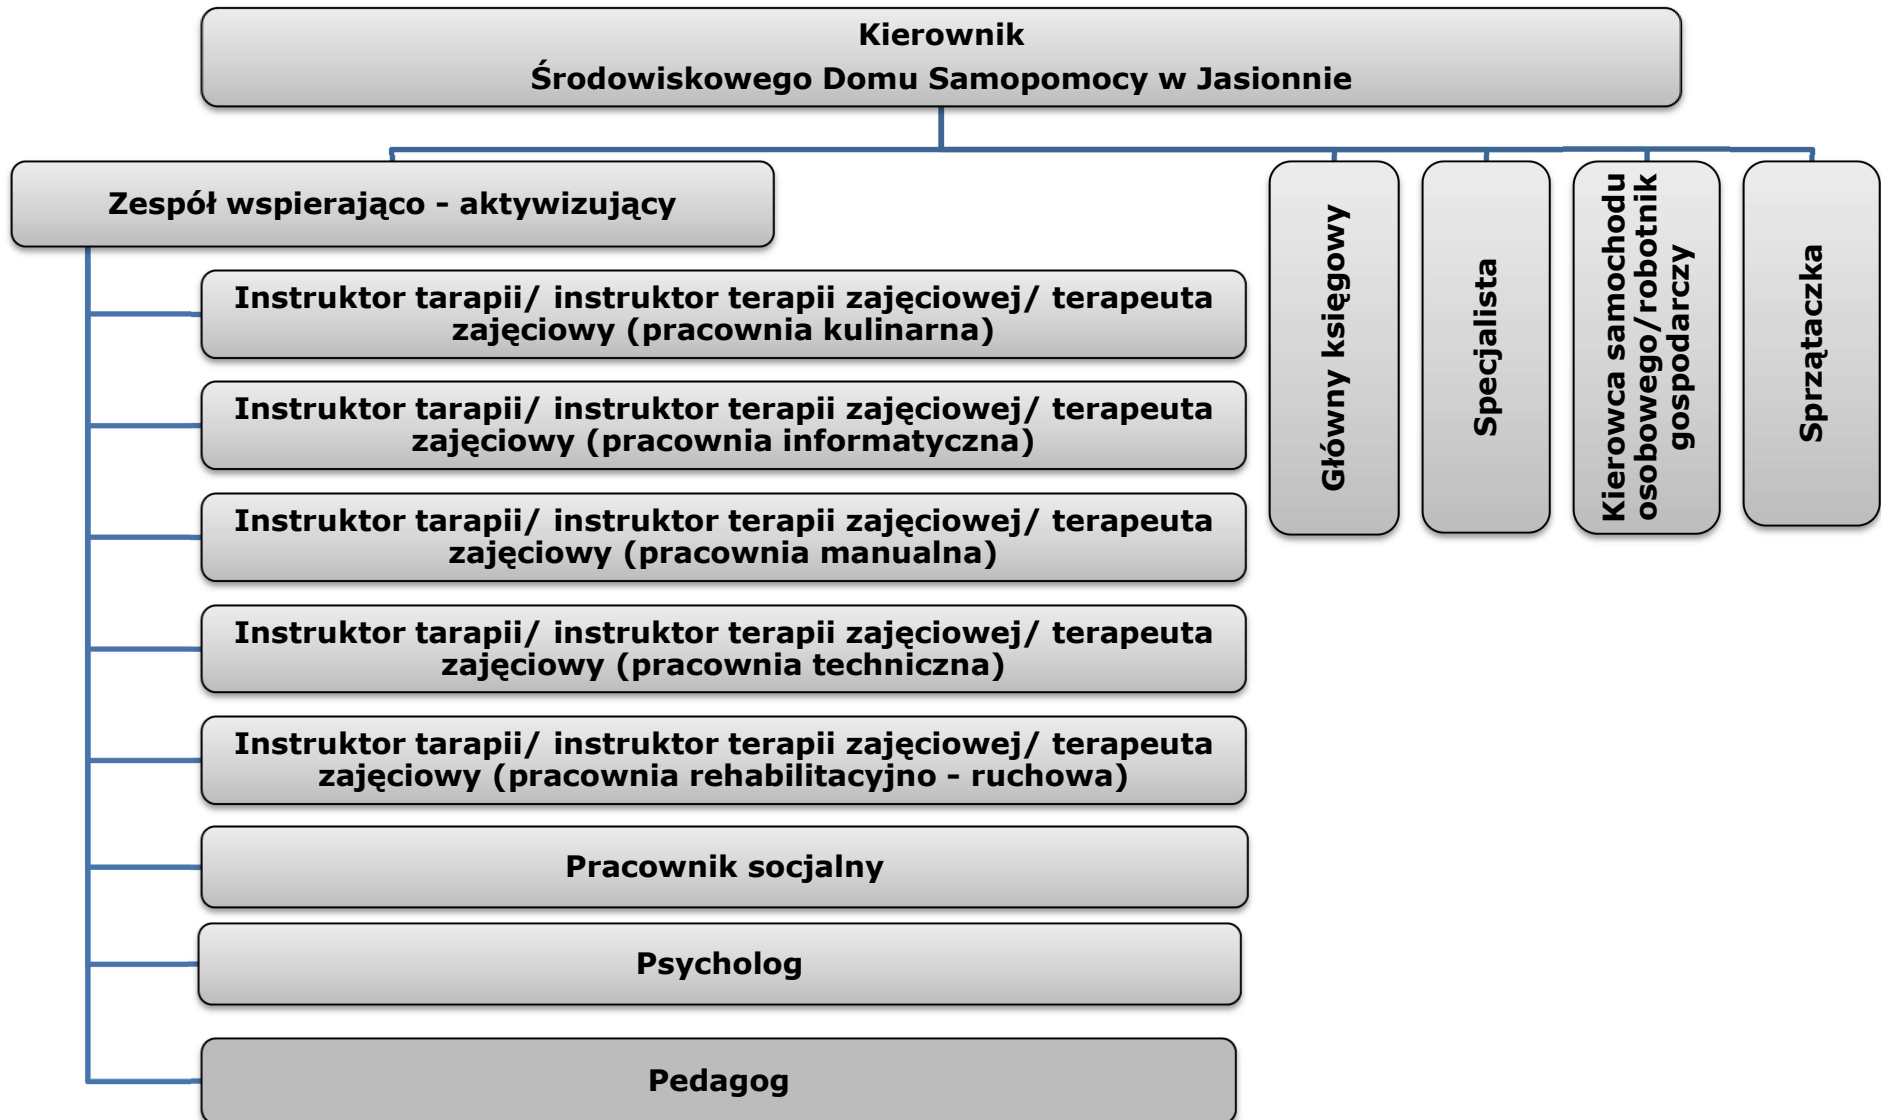 Kierownik
Środowiskowego Domu Samopomocy w Jasionnie
Zespół wspierająco - aktywizujący
Instruktor tarapii/ instruktor terapii zajęciowej/ terapeuta
zajęciowy (pracownia kulinarna)
Instruktor tarapii/ instruktor terapii zajęciowej/ terapeuta
zajęciowy (pracownia informatyczna)
Instruktor tarapii/ instruktor terapii zajęciowej/ terapeuta
zajęciowy (pracownia manualna)
Instruktor tarapii/ instruktor terapii zajęciowej/ terapeuta
zajęciowy (pracownia techniczna)
Instruktor tarapii/ instruktor terapii zajęciowej/ terapeuta
zajęciowy (pracownia rehabilitacyjno - ruchowa)
Pracownik socjalny
Psycholog
Pedagog
Główny księgowy
Specjalista
Kierowca samochodu
osobowego/robotnik
gospodarczy
Sprzątaczka